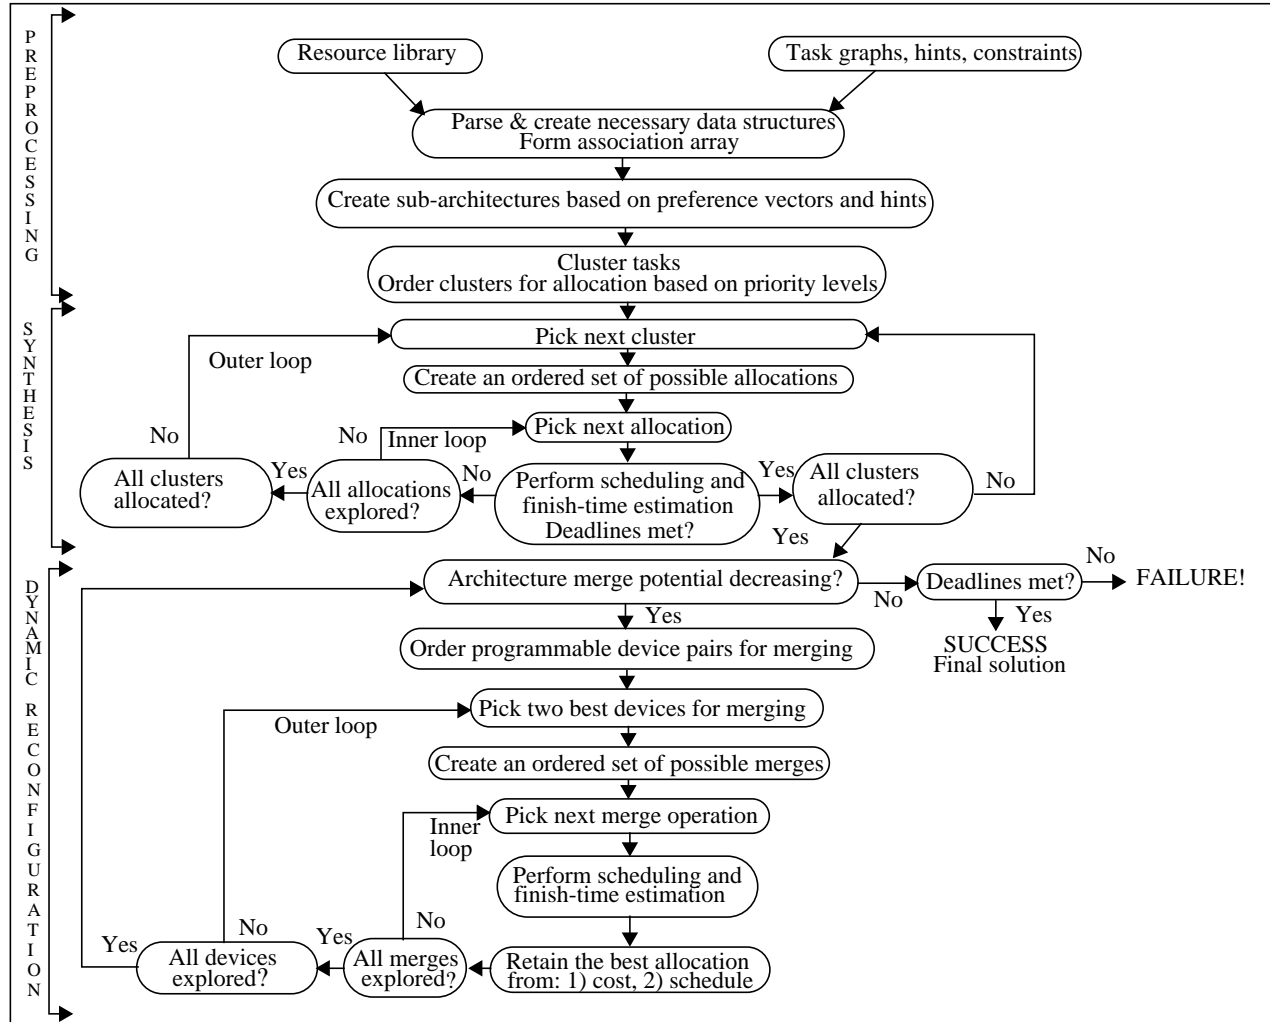 PREPROCESSING
Resource library
Task graphs, hints, constraints
Parse & create necessary data structures
Form association array
Create sub-architectures based on preference vectors and hints
Cluster tasks
Order clusters for allocation based on priority levels
SYNTHESIS
Pick next cluster
Outer loop
Create an ordered set of possible allocations
Pick next allocation
No
No
Inner loop
All clusters
allocated?
Yes
All allocations
explored?
No
Perform scheduling and
finish-time estimation
Deadlines met?
Yes
All clusters
allocated?
No
Yes
DYNAMIC RECONFIGURATION
Architecture merge potential decreasing?
No
Deadlines met?
No
FAILURE!
Yes
SUCCESS
Final solution
Yes
Order programmable device pairs for merging
Pick two best devices for merging
Outer loop
Create an ordered set of possible merges
Pick next merge operation
Inner
loop
Perform scheduling and
finish-time estimation
Yes
No
All devices
explored?
Yes
No
All merges
explored?
Retain the best allocation
from: 1) cost, 2) schedule